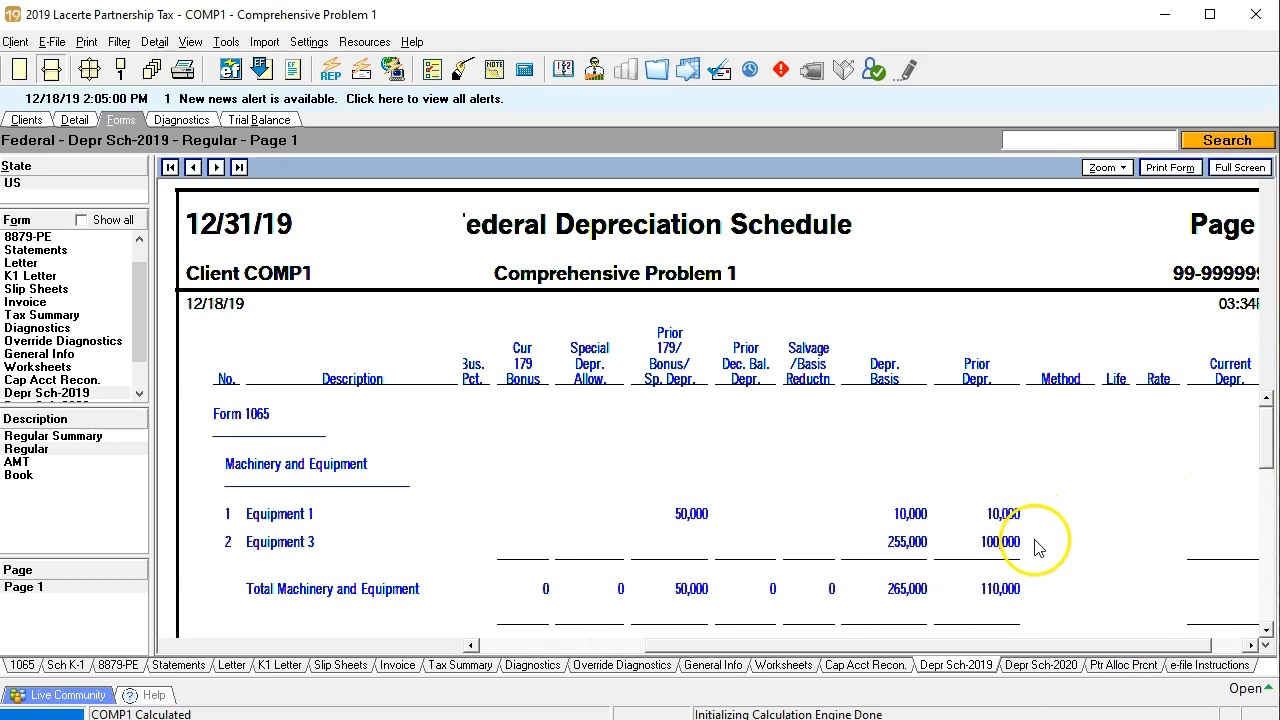 19 2019 Lacerte Partnership Tax - COMP1 - Comprehensive Problem 1
Client E-File Print Filter Detail View Tools Import Settings Resources Help
REP NOTE
12/18/19 2:05:00 PM 1 New news alert is available. Click here to view all alerts.
Clients Detail Forms Diagnostics Trial Balance
Federal - Depr Sch-2019 - Regular - Page 1 Search
State
US
Zoom Print Form Full Screen
Form Show all
8879-PE
Statements
Letter
K1 Letter
Slip Sheets
Invoice
Tax Summary
Diagnostics
Override Diagnostics
General Info
Worksheets
Cap Acct Recon.
Depr Sch-2019
Description
Regular Summary
Regular
AMT
Book
Page
Page 1
12/31/19 ederal Depreciation Schedule Page
Client COMP1 Comprehensive Problem 1 99-999999
12/18/19 03:34
Prior
Cur Special 179/ Prior Salvage
Bus. 179 Depr. Bonus/ Dec. Bal. /Basis Depr. Prior Current
No. Description Pct. Bonus Allow. Sp. Depr. Depr. Reductn Basis Depr. Method Life Rate Depr.
Form 1065
Machinery and Equipment
1 Equipment 1 50,000 10,000 10,000
2 Equipment 3 255,000 100,000
Total Machinery and Equipment 0 0 50,000 0 0 265,000 110,000
1065 Sch K-1 8879-PE Statements Letter K1 Letter Slip Sheets Invoice Tax Summary Diagnostics Override Diagnostics General Info Worksheets Cap Acct Recon. Depr Sch-2019 Depr Sch-2020 Ptr Alloc Prcnt e-file Instructions
Live Community ? Help Open
COMP1 Calculated Initializing Calculation Engine Done